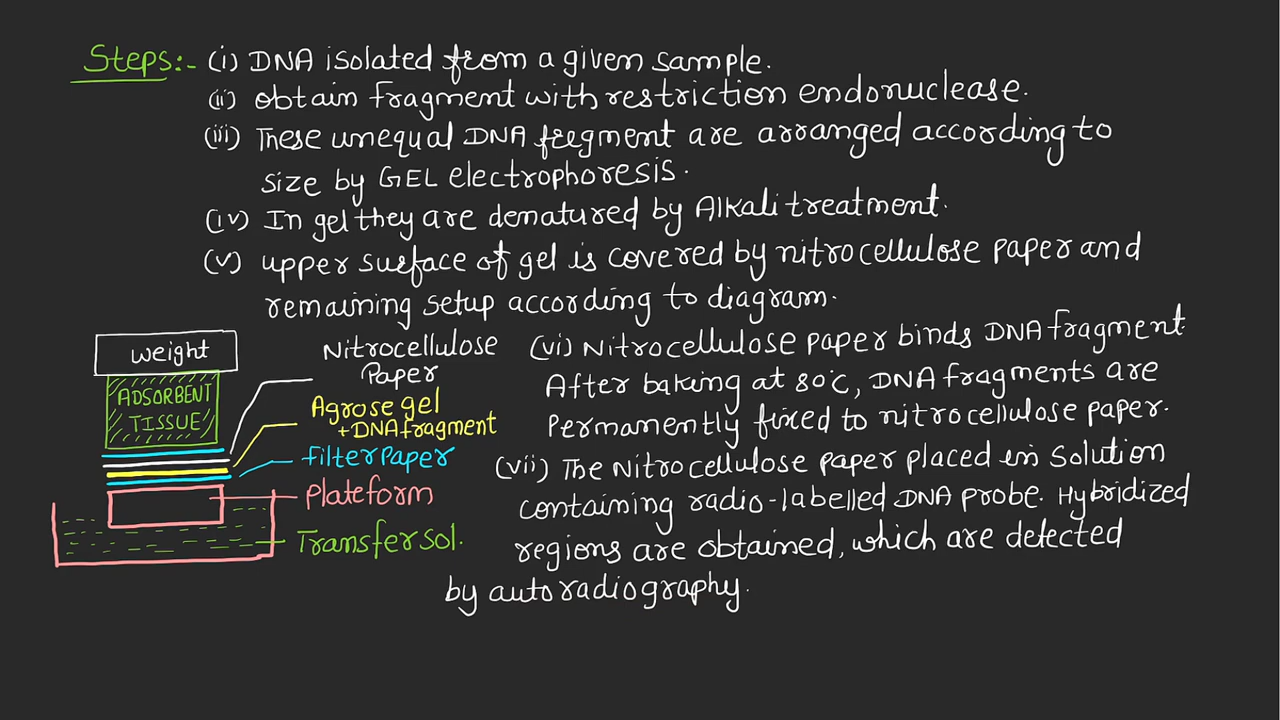 Steps:- (i) DNA isolated from a given sample.
(ii) obtain fragment with restriction endonuclease.
(iii) These unequal DNA fregment are arranged according to
size by GEL electrophoresis.
(iv) In gel they are denatured by Alkali treatment.
(v) upper surface of gel is covered by nitrocellulose paper and
remaining setup according to diagram.
weight
ADSORBENT
TISSUE
Nitrocellulose
Paper
Agrose gel
+DNA fragment
filter Paper
Plateform
Transfer sol.
(vi) Nitrocellulose paper binds DNA fragment
After baking at 80°C, DNA fragments are
Permamently fixed to nitrocellulose paper.
(vii) The Nitrocellulose paper placed in solution
containing radio-labelled DNA probe. Hybridized
regions are obtained, which are detected
by autoradiography.